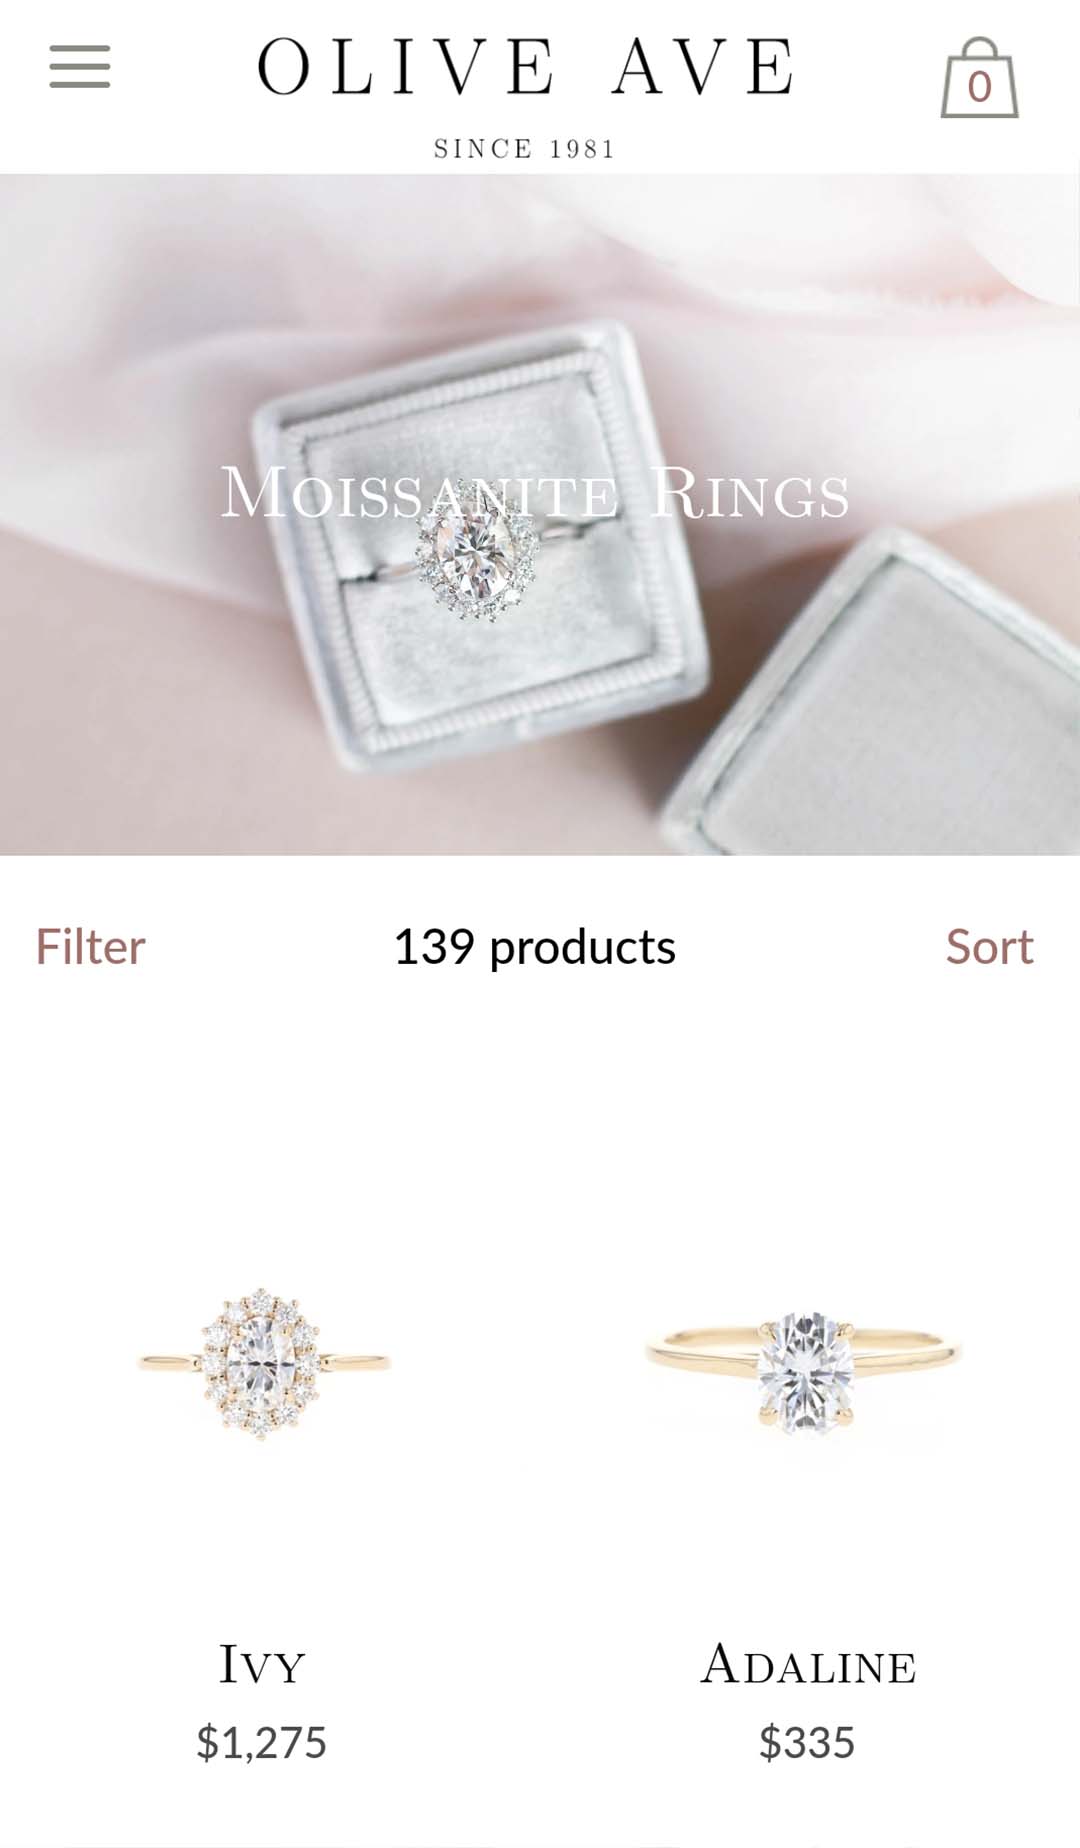 OLIVE AVE
0
SINCE 1981
Moissanite Rings
Filter
139 products
Sort
Ivy
Adaline
$1,275
$335